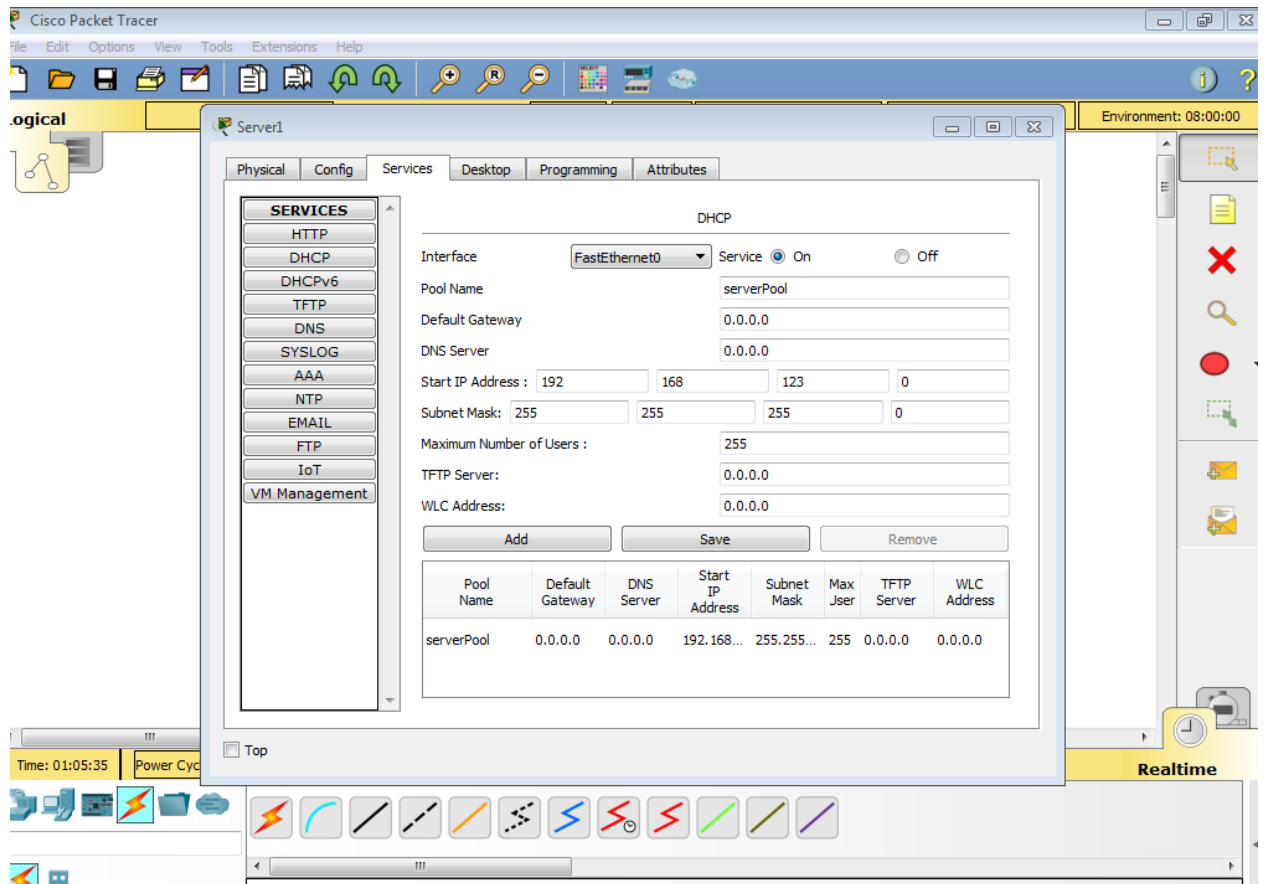 Cisco Packet Tracer
File Edit Options View Tools Extensions Help
Logical
Environment: 08:00:00
Server1
Physical Config Services Desktop Programming Attributes
SERVICES
HTTP
DHCP
DHCPv6
TFTP
DNS
SYSLOG
AAA
NTP
EMAIL
FTP
IoT
VM Management
DHCP
Interface FastEthernet0 Service On Off
Pool Name serverPool
Default Gateway 0.0.0.0
DNS Server 0.0.0.0
Start IP Address : 192 168 123 0
Subnet Mask: 255 255 255 0
Maximum Number of Users : 255
TFTP Server: 0.0.0.0
WLC Address: 0.0.0.0
Add Save Remove
Pool Name Default Gateway DNS Server Start IP Address Subnet Mask Max User TFTP Server WLC Address
serverPool 0.0.0.0 0.0.0.0 192.168... 255.255... 255 0.0.0.0 0.0.0.0
Top
Time: 01:05:35 Power Cyc
Realtime